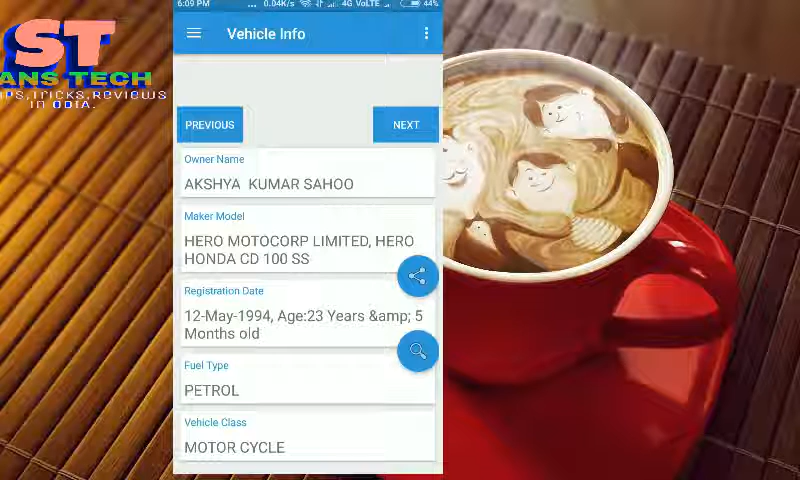 6:09 PM ... 0.04K/s 4G VoLTE 44%
ST
ANS TECH
PS,TRICKS,REVIEWS
IN ODIA.
Vehicle Info
PREVIOUS
NEXT
Owner Name
AKSHYA KUMAR SAHOO
Maker Model
HERO MOTOCORP LIMITED, HERO
HONDA CD 100 SS
Registration Date
12-May-1994, Age:23 Years &amp; 5
Months old
Fuel Type
PETROL
Vehicle Class
MOTOR CYCLE